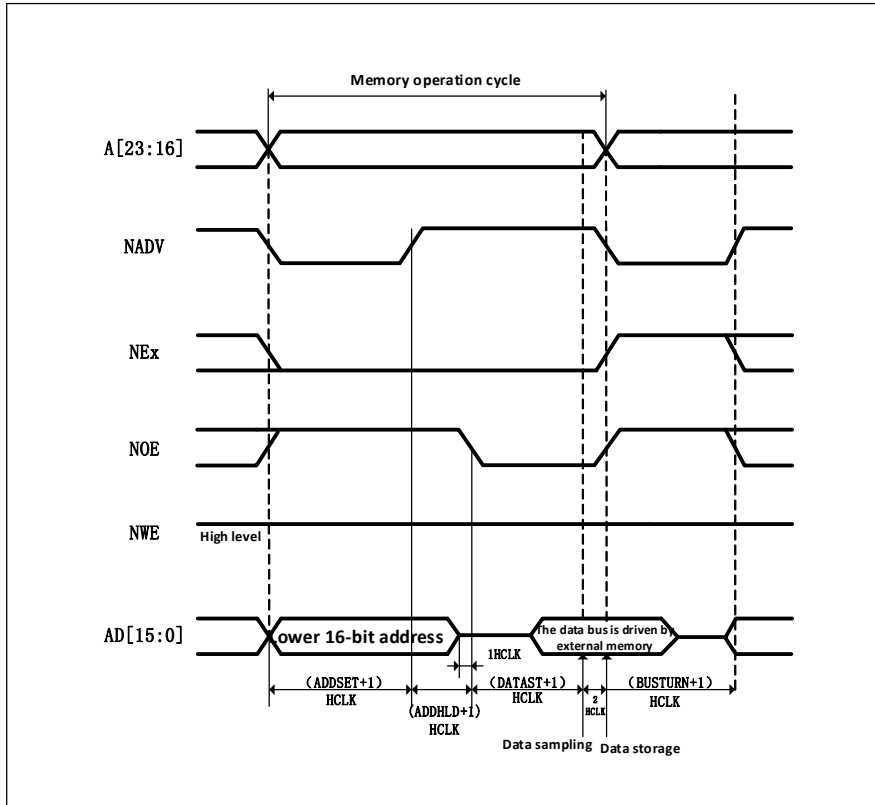 Memory operation cycle
A[23:16]
NADV
NEx
NOE
NWE
High level
AD[15:0]
Lower 16-bit address
The data bus is driven by
external memory
1HCLK
(ADDSET+1)
HCLK
(ADDHLD+1)
HCLK
(DATAST+1)
HCLK
2
HCLK
(BUSTURN+1)
HCLK
Data sampling
Data storage